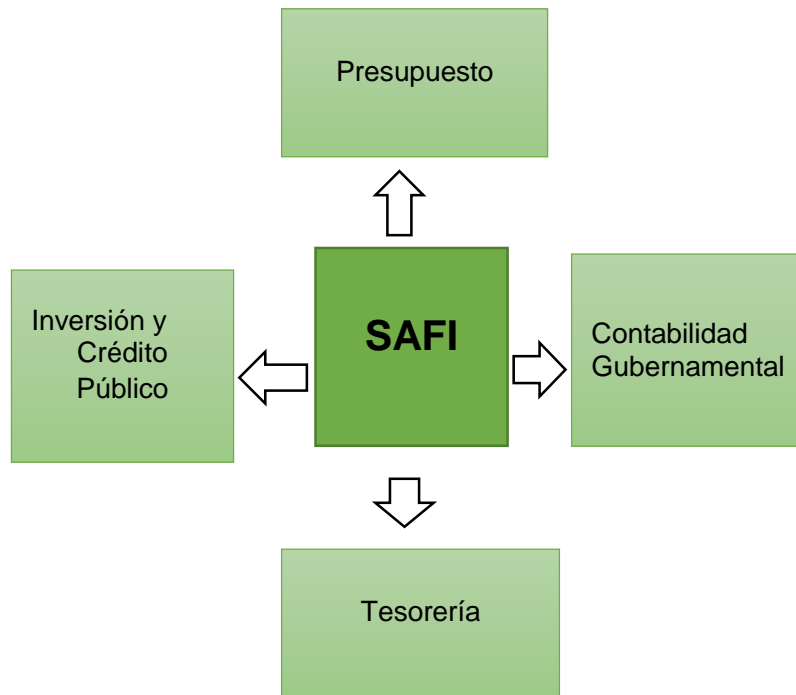 Presupuesto
Inversión y
Crédito
Público
SAFI
Contabilidad
Gubernamental
Tesorería